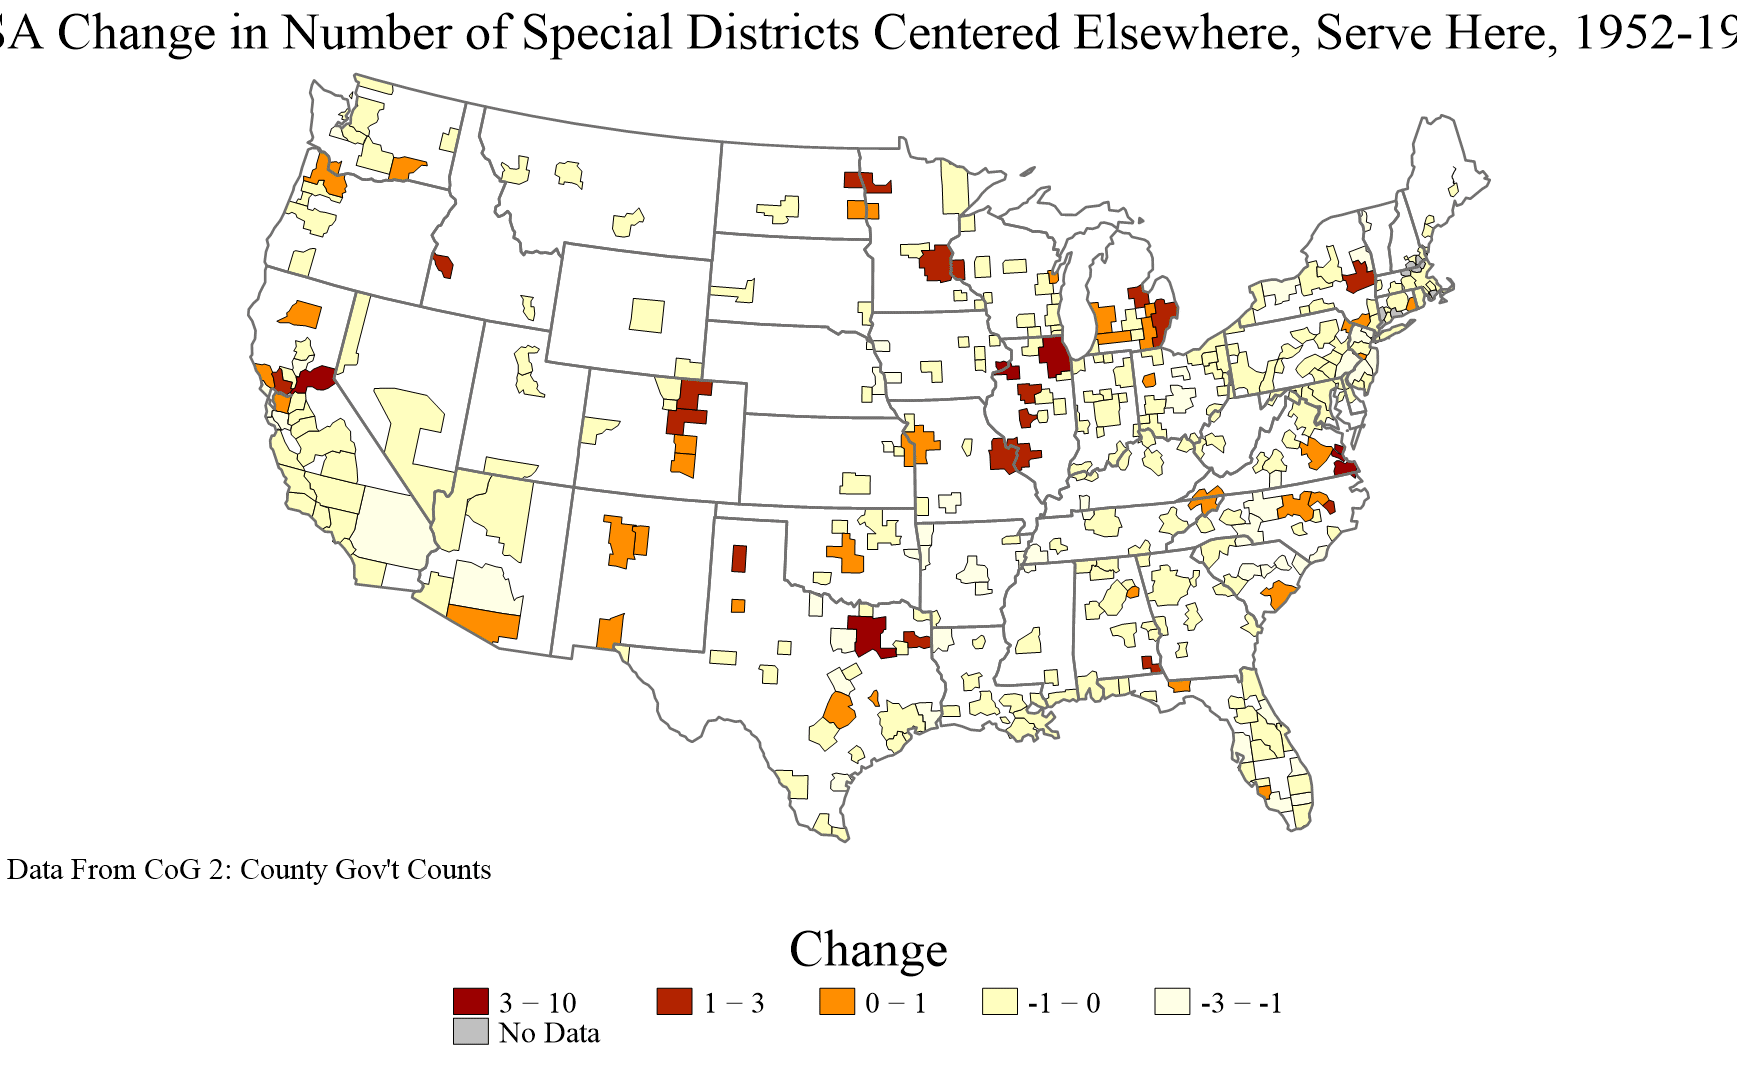 SA Change in Number of Special Districts Centered Elsewhere, Serve Here, 1952-19
Data From CoG 2: County Gov't Counts
Change
3 – 10
1 – 3
0 – 1
-1 – 0
-3 – -1
No Data